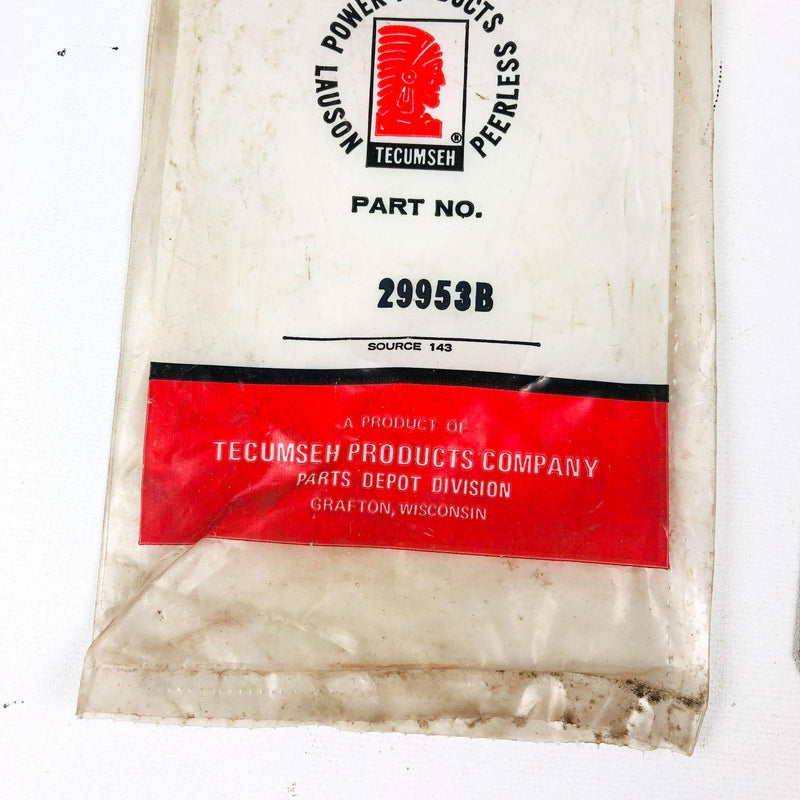 LAUSON POWER PRODUCTS PEERLESS
®
TECUMSEH
PART NO.
29953B
SOURCE 143
A PRODUCT OF
TECUMSEH PRODUCTS COMPANY
PARTS DEPOT DIVISION
GRAFTON, WISCONSIN